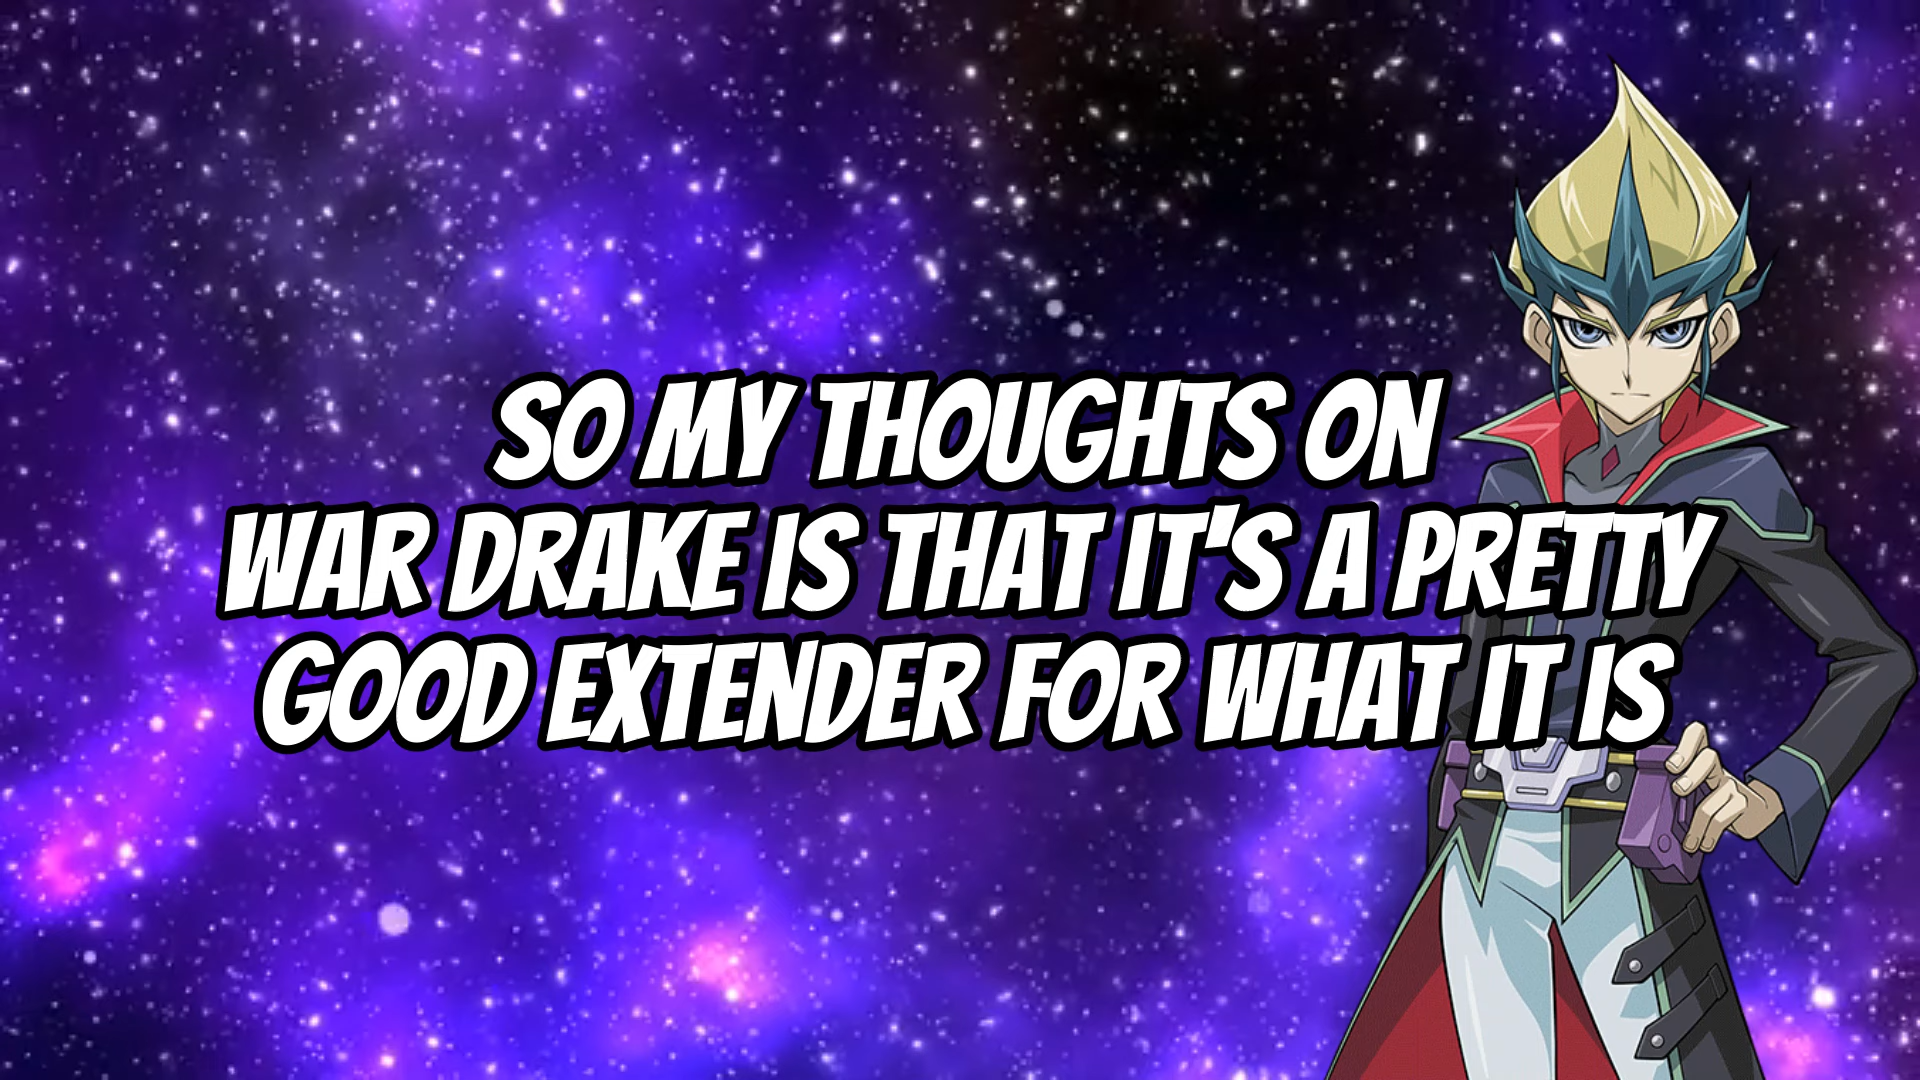 SO MY THOUGHTS ON
WAR DRAKE IS THAT IT'S A PRETTY
GOOD EXTENDER FOR WHAT IT IS